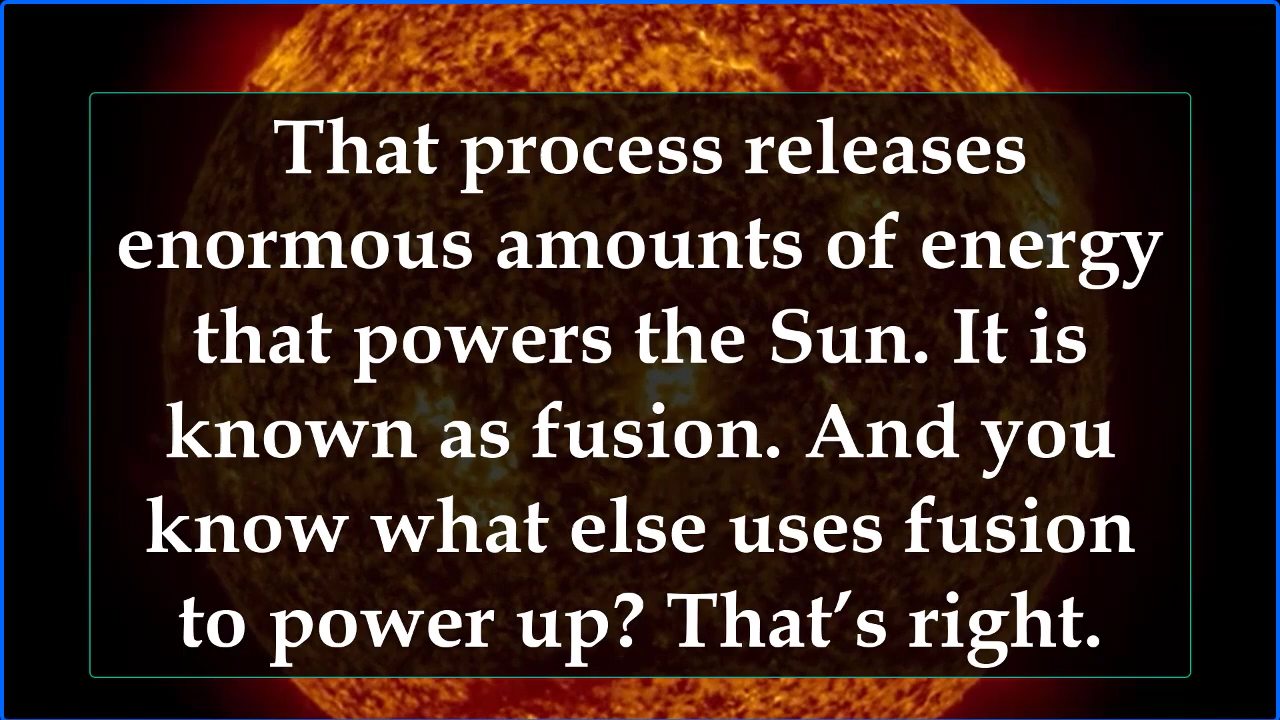 That process releases
enormous amounts of energy
that powers the Sun. It is
known as fusion. And you
know what else uses fusion
to power up? That’s right.